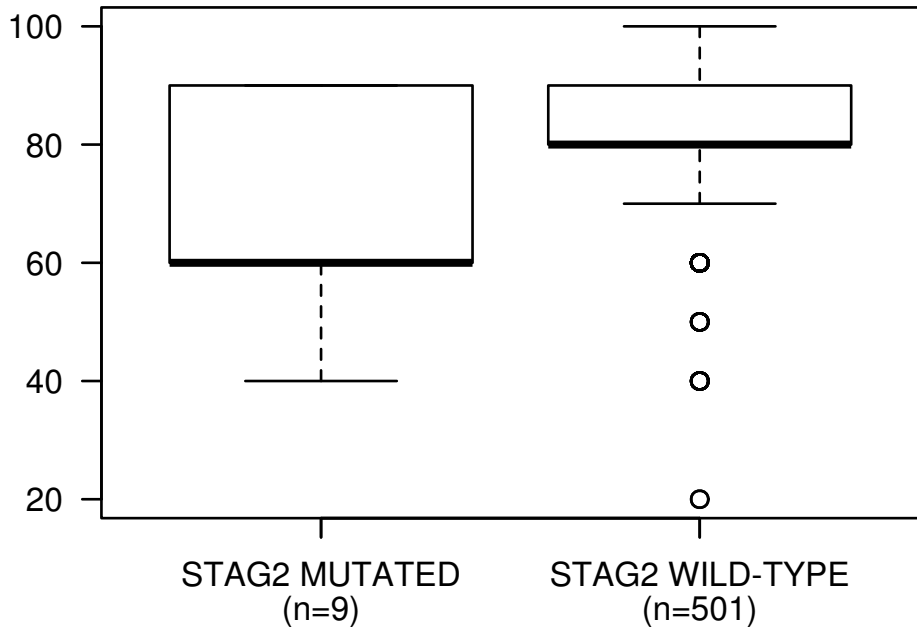 100
80
60
40
20
STAG2 MUTATED
(n=9)
STAG2 WILD-TYPE
(n=501)